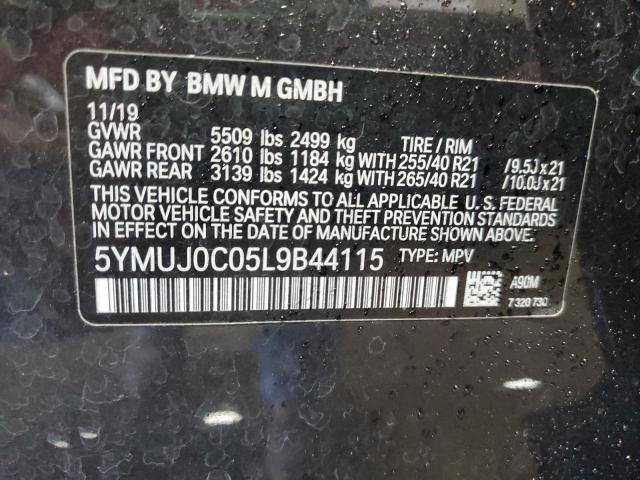 MFD BY BMW M GMBH
11/19
GVWR 5509 lbs 2499 kg TIRE / RIM
GAWR FRONT 2610 lbs 1184 kg WITH 255/40 R21 /9.5J x 21
GAWR REAR 3139 lbs 1424 kg WITH 265/40 R21 /10.0J x 21
THIS VEHICLE CONFORMS TO ALL APPLICABLE U. S. FEDERAL
MOTOR VEHICLE SAFETY AND THEFT PREVENTION STANDARDS
IN EFFECT ON THE DATE OF MANUFACTURE SHOWN ABOVE.
5YMUJ0C05L9B44115 TYPE: MPV
A90M
7 320 730